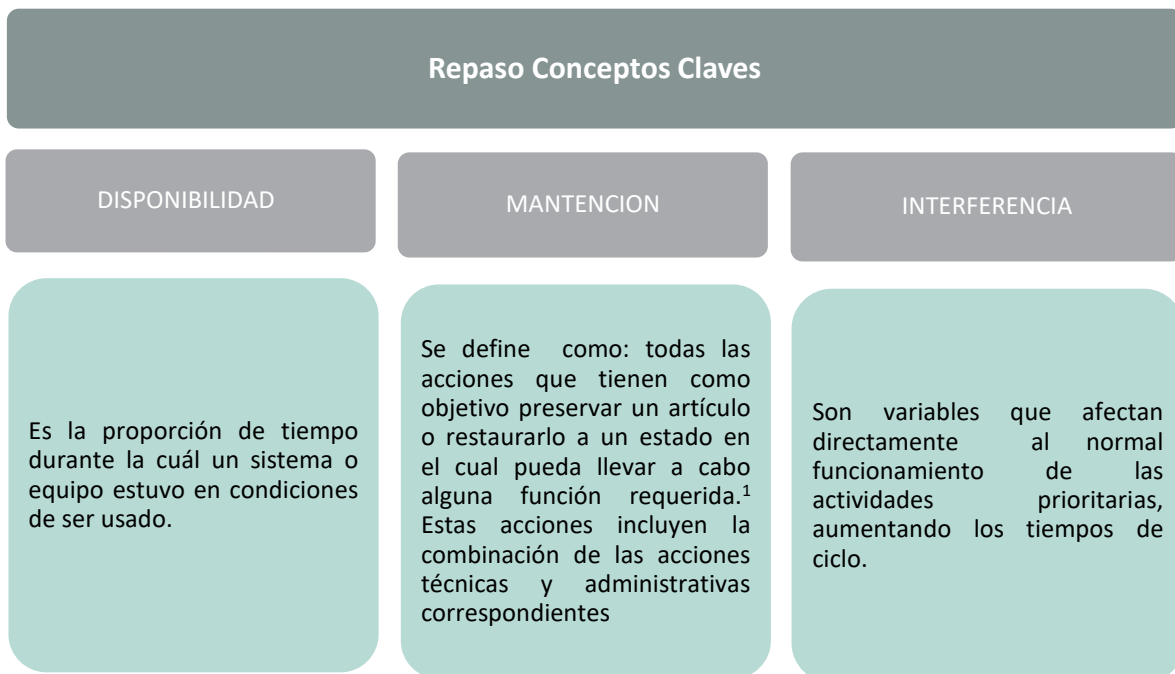 Repaso Conceptos Claves
DISPONIBILIDAD
Es la proporción de tiempo
durante la cuál un sistema o
equipo estuvo en condiciones
de ser usado.
MANTENCION
Se define como: todas las
acciones que tienen como
objetivo preservar un artículo
o restaurarlo a un estado en
el cual pueda llevar a cabo
alguna función requerida.¹
Estas acciones incluyen la
combinación de las acciones
técnicas y administrativas
correspondientes
INTERFERENCIA
Son variables que afectan
directamente al normal
funcionamiento de las
actividades prioritarias,
aumentando los tiempos de
ciclo.